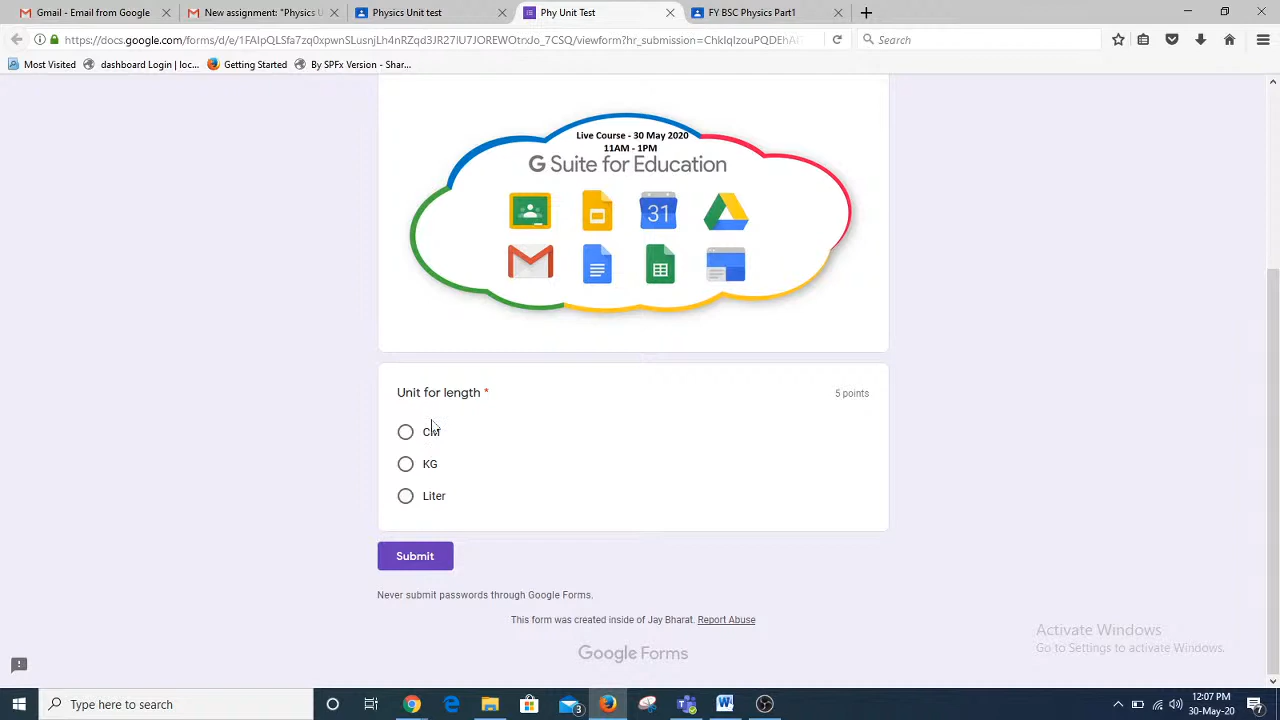 Gmail - Email from Google
New assignment: "Physics U
Physics Unit test
Phy Unit Test
FY BSC Physics Part1
Search
Most Visited
dashboard Login | loc...
Getting Started
By SPFx Version - Shar...
Live Course - 30 May 2020
11AM - 1PM
G Suite for Education
31
Unit for length *
5 points
KG
Liter
Submit
Never submit passwords through Google Forms.
This form was created inside of Jay Bharat. Report Abuse
Google Forms
Activate Windows
Go to Settings to activate Windows.
Type here to search
3
12:07 PM
30-May-20
7